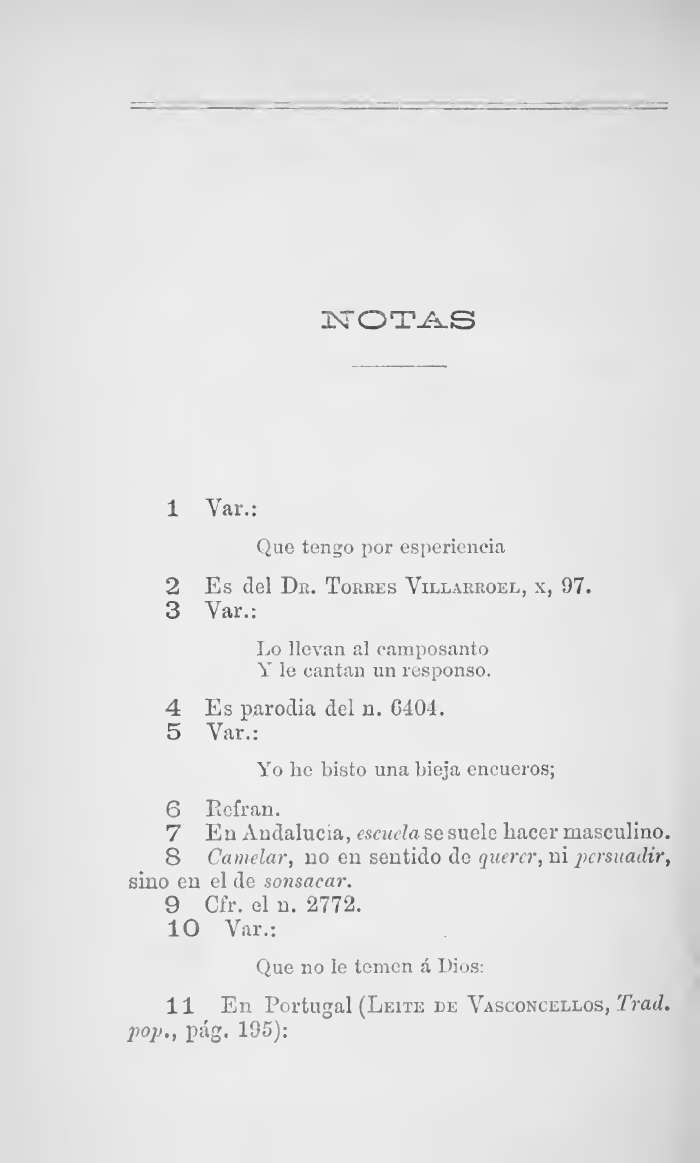 NOTAS
1 Var.:
Que tengo por esperiencia
2 Es del Dr. Torres Villarroel, x, 97.
3 Var.:
Lo llevan al camposanto
Y le cantan un responso.
4 Es parodia del n. 6404.
5 Var.:
Yo he bisto una bieja encueros;
6 Refran.
7 En Andalucia, escuela se suele hacer masculino.
8 Camelar, no en sentido de querer, ni persuadir,
sino en el de sonsacar.
9 Cfr. el n. 2772.
10 Var.:
Que no le temen á Dios:
11 En Portugal (Leite de Vasconcellos, Trad.
pop., pág. 195):